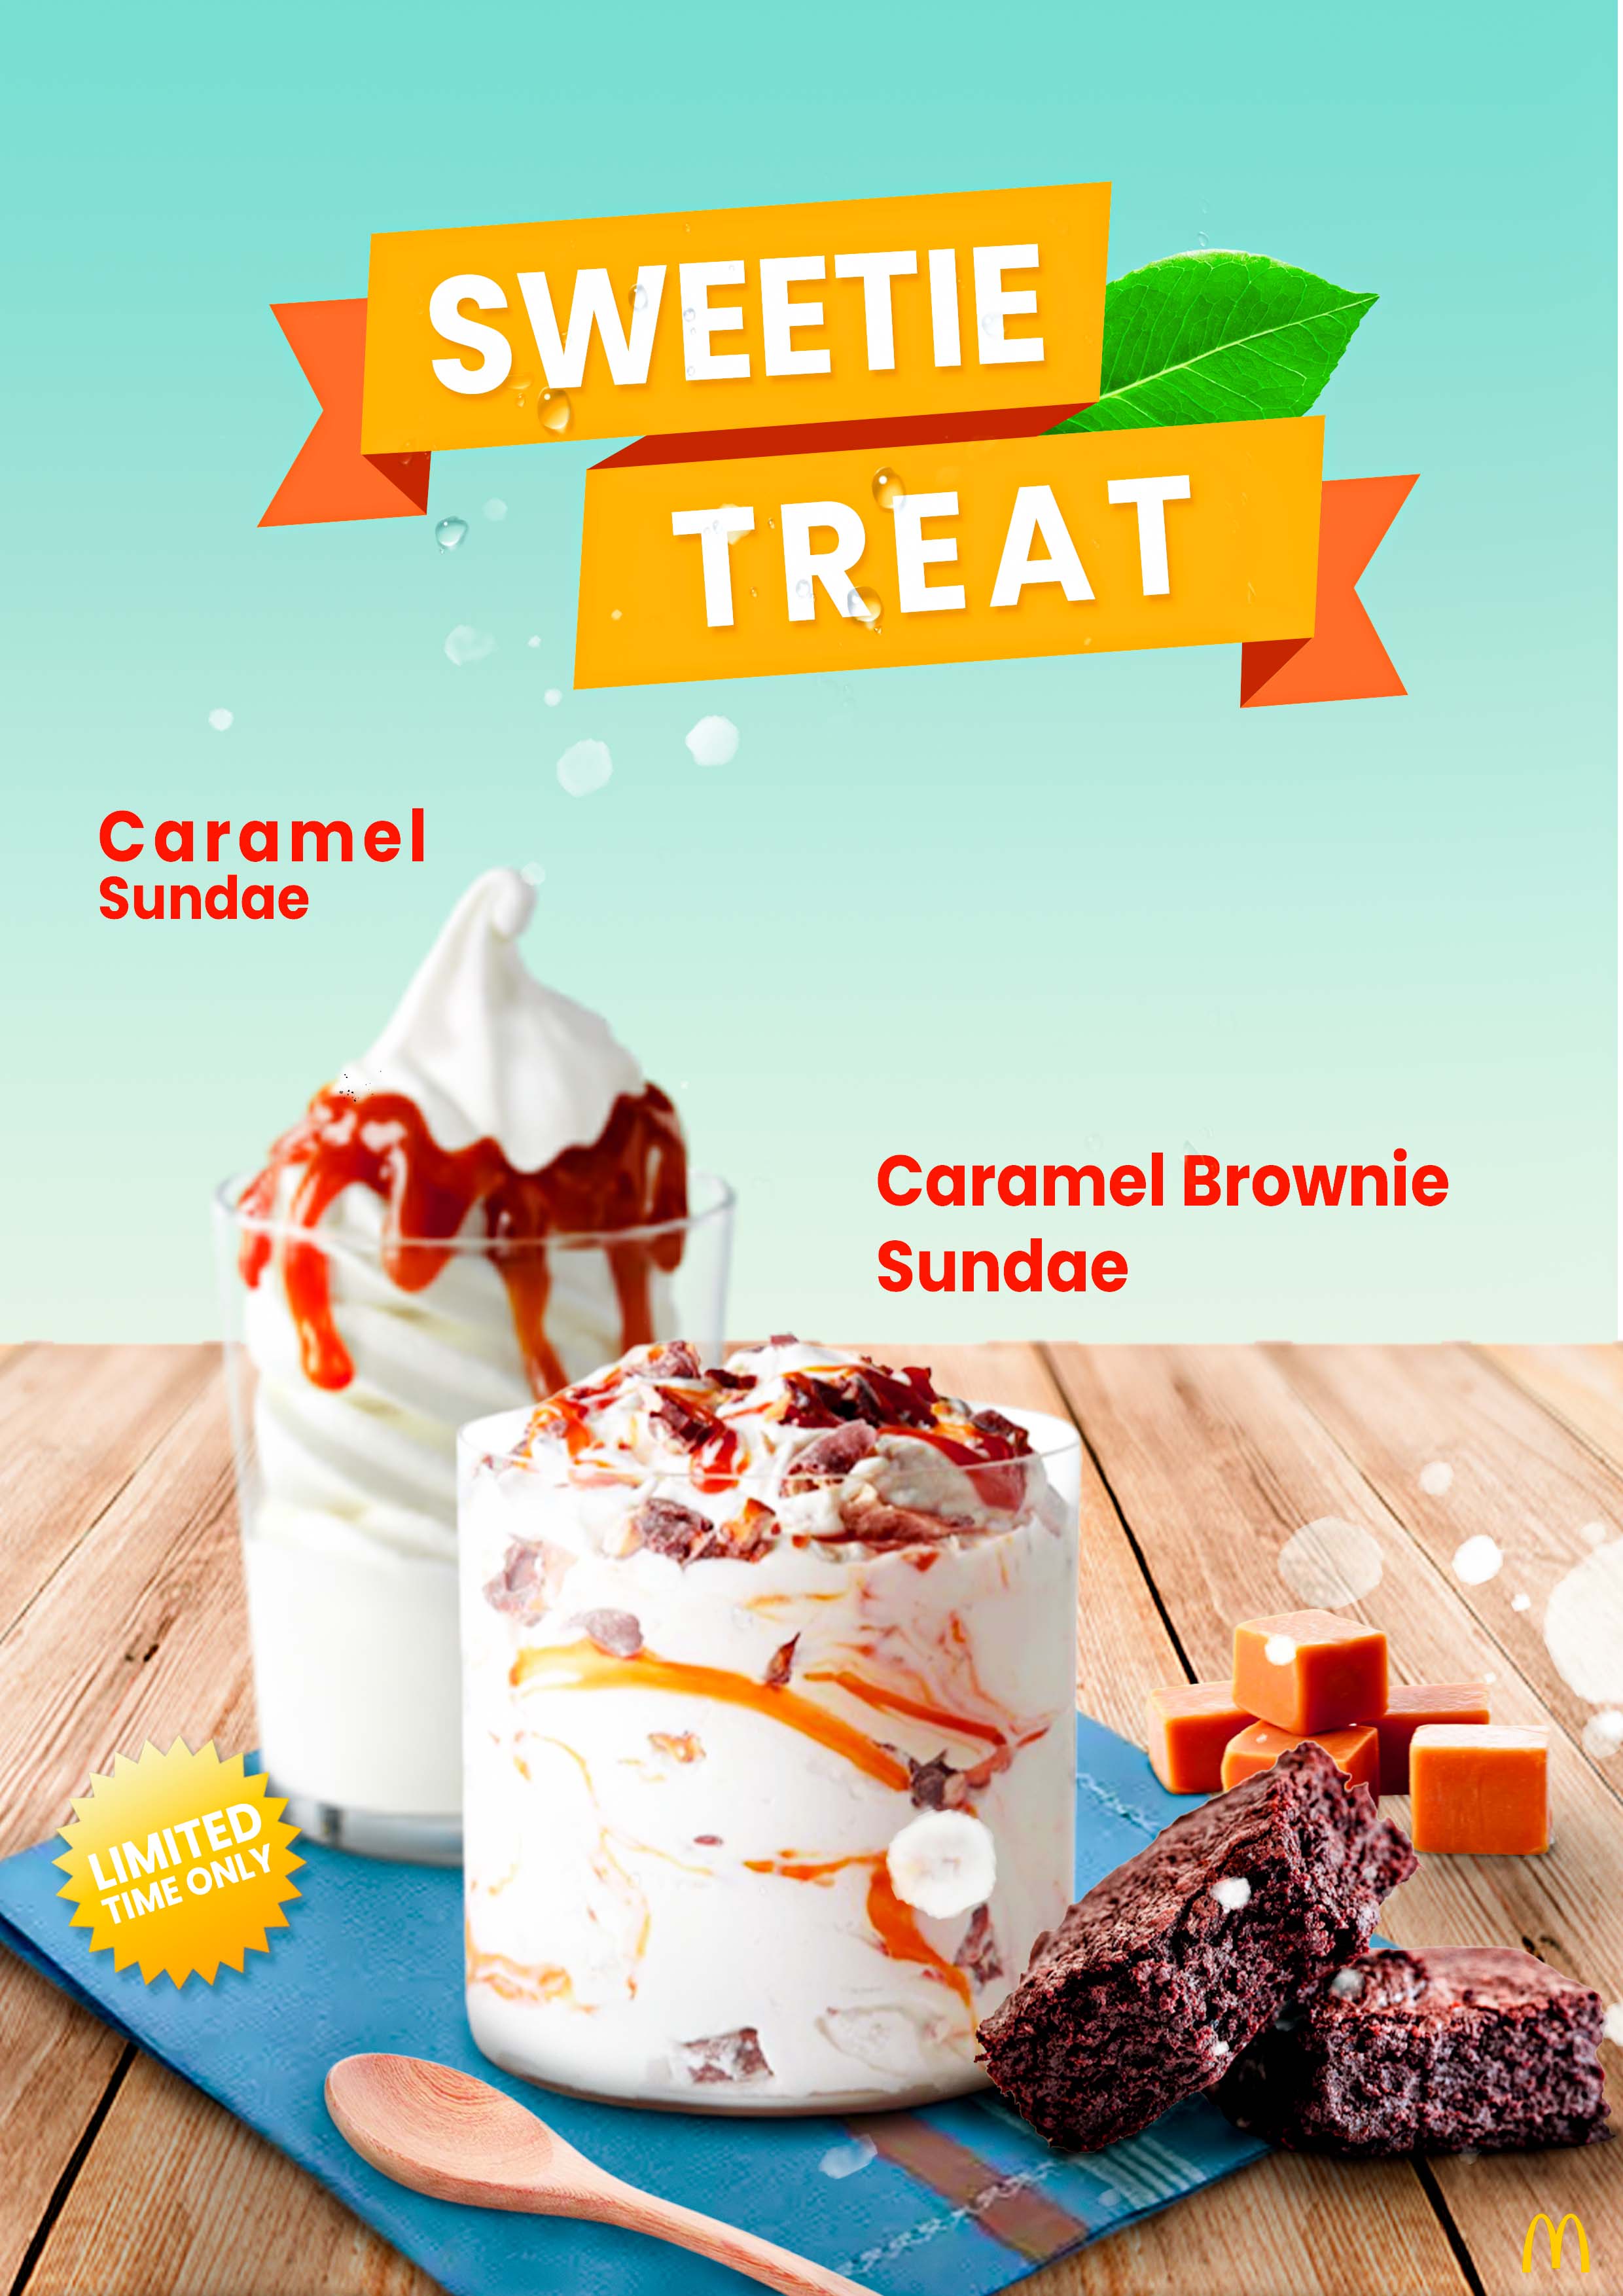 SWEETIE
TREAT
Caramel
Sundae
Caramel Brownie
Sundae
LIMITED
TIME ONLY